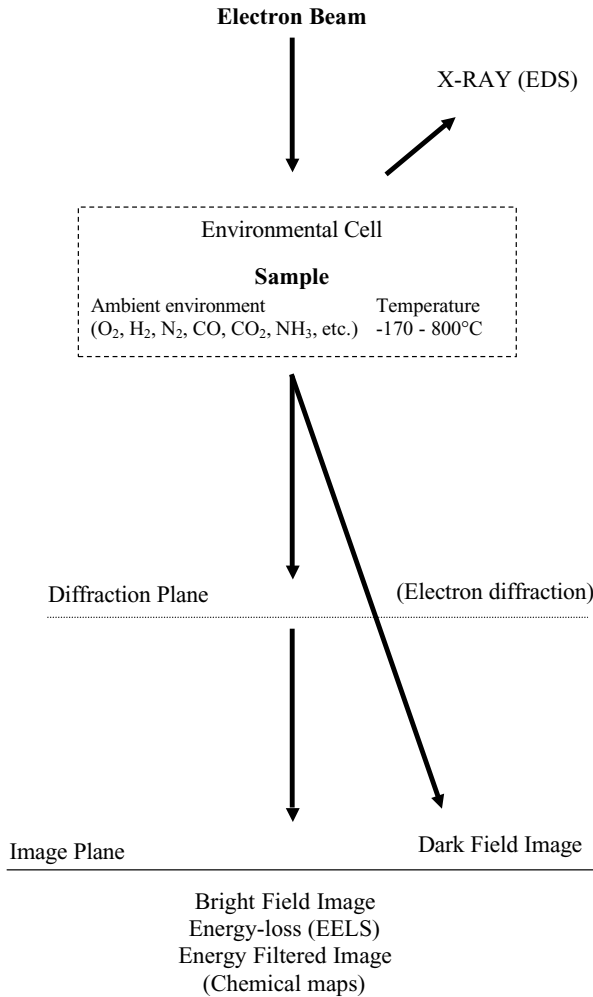 Electron Beam
X-RAY (EDS)
Environmental Cell
Sample
Ambient environment Temperature
(O₂, H₂, N₂, CO, CO₂, NH₃, etc.) -170 - 800°C
Diffraction Plane (Electron diffraction)
Image Plane Dark Field Image
Bright Field Image
Energy-loss (EELS)
Energy Filtered Image
(Chemical maps)